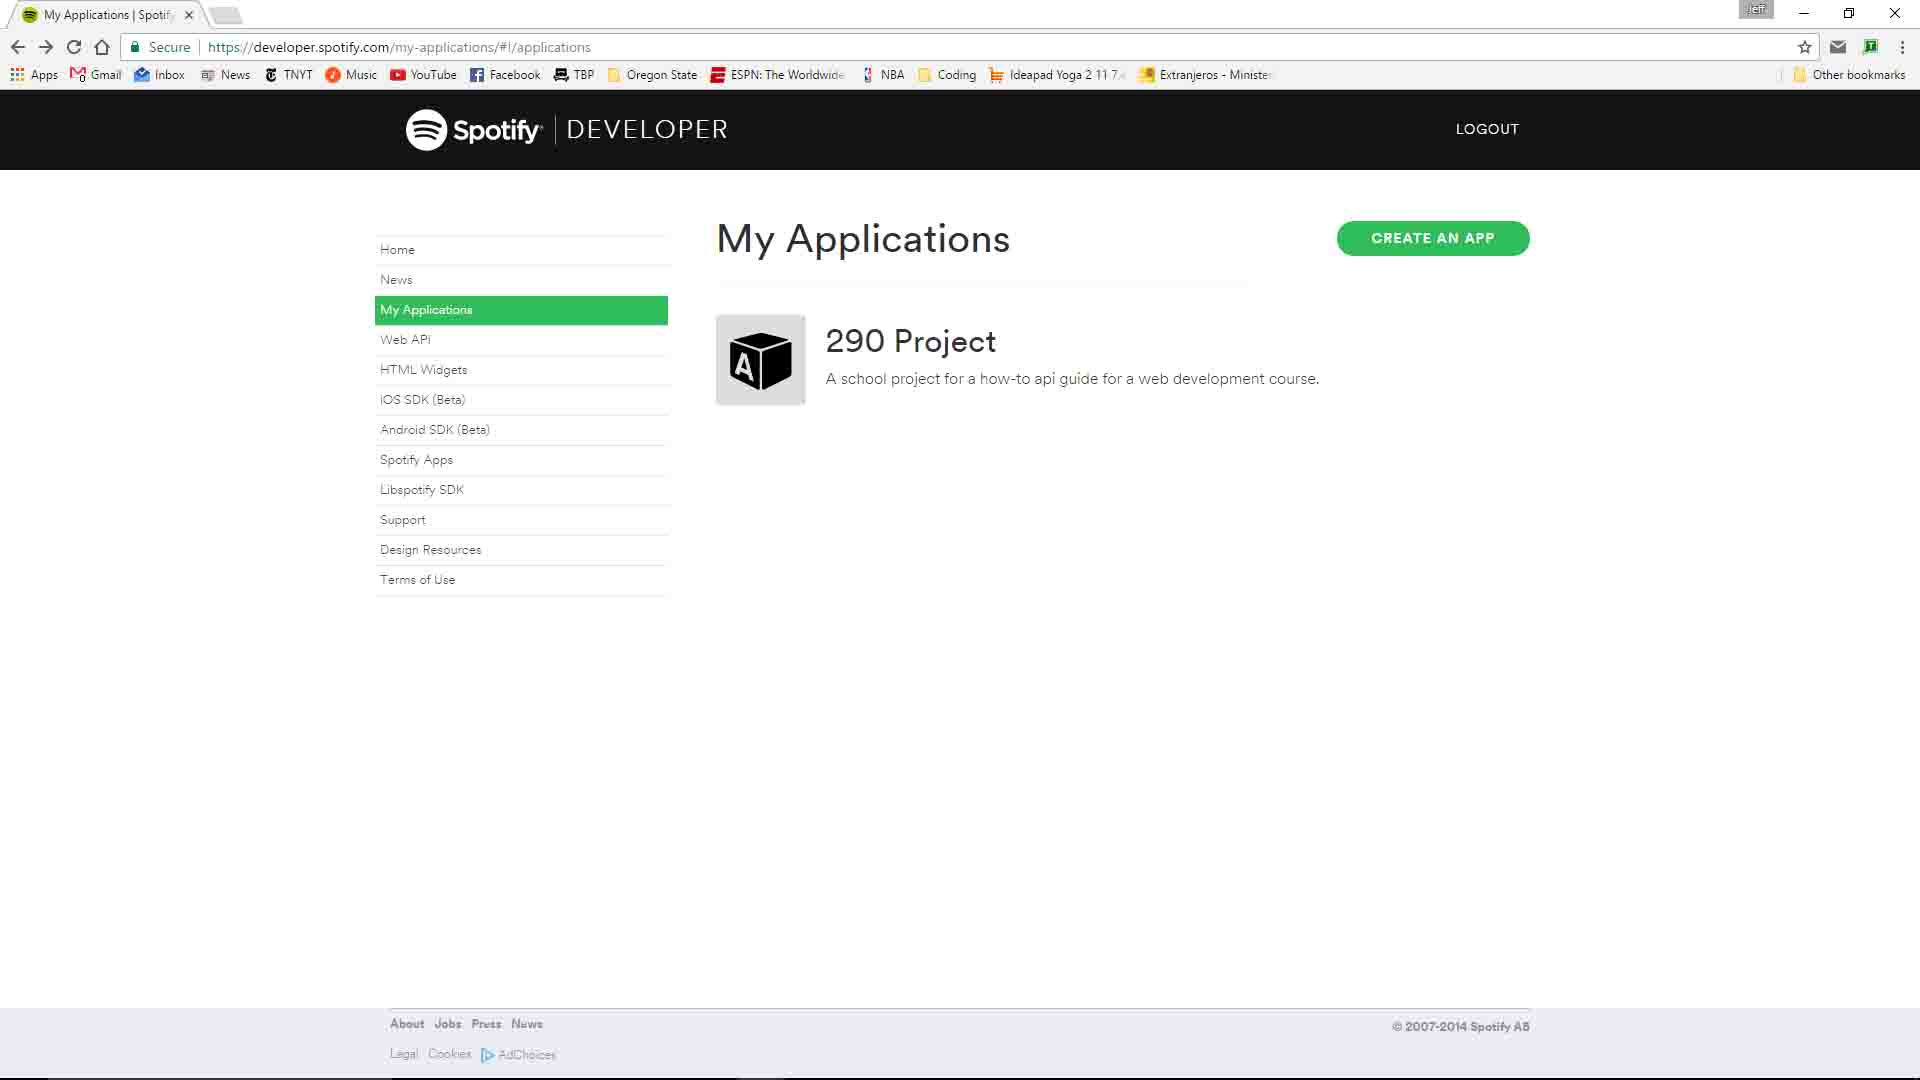 My Applications | Spotify
Jeff
Secure https://developer.spotify.com/my-applications/#!/applications
Apps Gmail Inbox News TNYT Music YouTube Facebook TBP Oregon State ESPN: The Worldwide NBA Coding Ideapad Yoga 2 11 7. Extranjeros - Ministe Other bookmarks
Spotify DEVELOPER LOGOUT
My Applications
CREATE AN APP
Home
News
My Applications
Web API
HTML Widgets
iOS SDK (Beta)
Android SDK (Beta)
Spotify Apps
Libspotify SDK
Support
Design Resources
Terms of Use
A
290 Project
A school project for a how-to api guide for a web development course.
About Jobs Press News
© 2007-2014 Spotify AB
Legal Cookies AdChoices